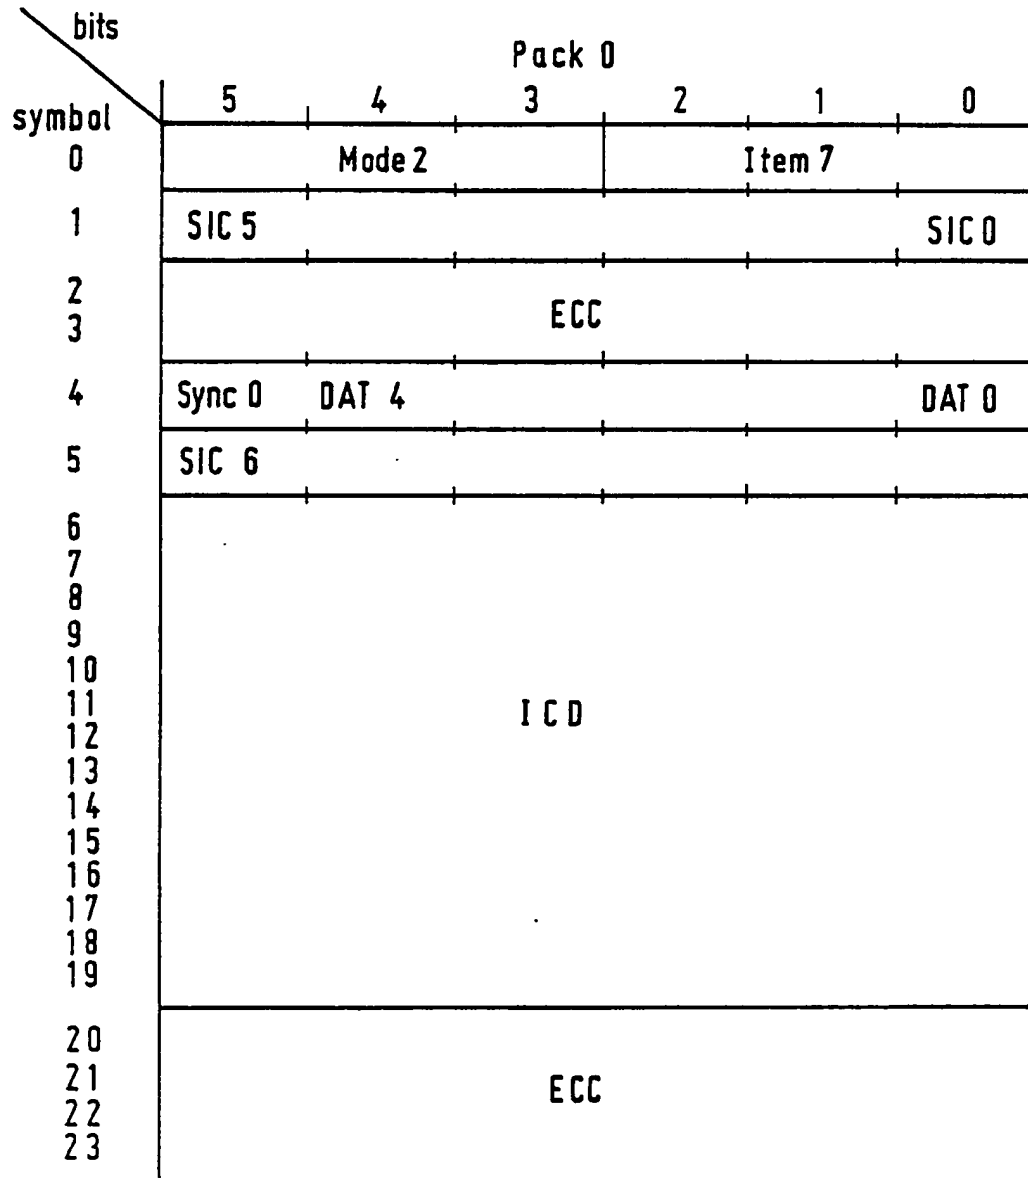 bits
Pack 0
symbol 5 4 3 2 1 0
0 Mode 2 Item 7
1 SIC 5 SIC 0
2
3 ECC
4 Sync 0 DAT 4 DAT 0
5 SIC 6
6
7
8
9
10
11 ICD
12
13
14
15
16
17
18
19
20
21 ECC
22
23